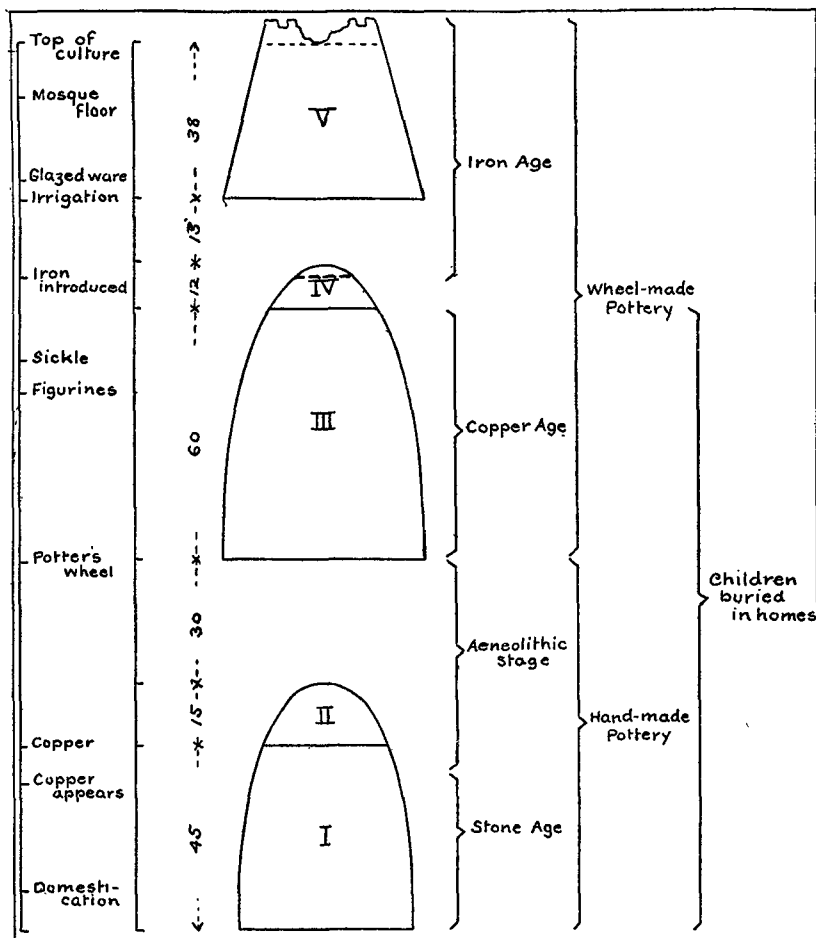 Top of
culture
Mosque
floor
Glazed ware
Irrigation
Iron
introduced
Sickle
Figurines
Potter's
wheel
Copper
Copper
appears
Domesti-
cation
38
13
12
60
30
15
45
V
IV
III
II
I
Iron Age
Copper Age
Aeneolithic
stage
Stone Age
Wheel-made
Pottery
Hand-made
Pottery
Children
buried
in homes